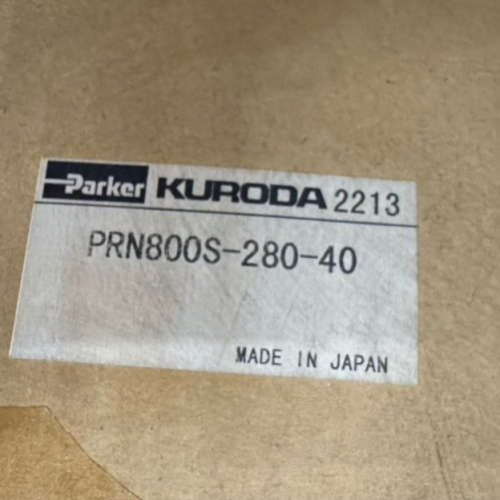 Parker KURODA 2213
PRN800S-280-40
MADE IN JAPAN